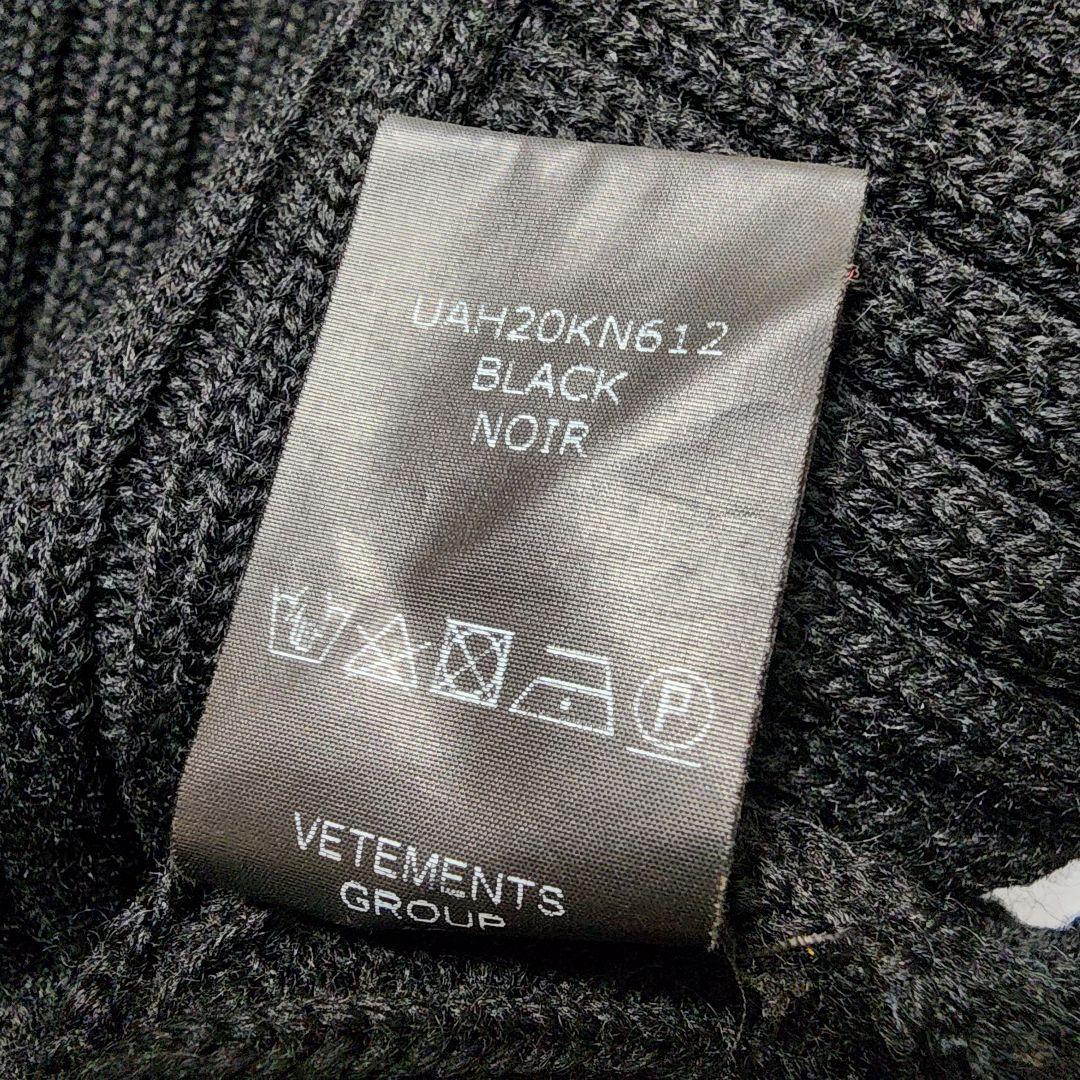 UAH20KN612
BLACK
NOIR
P
VETEMENTS
GROUP